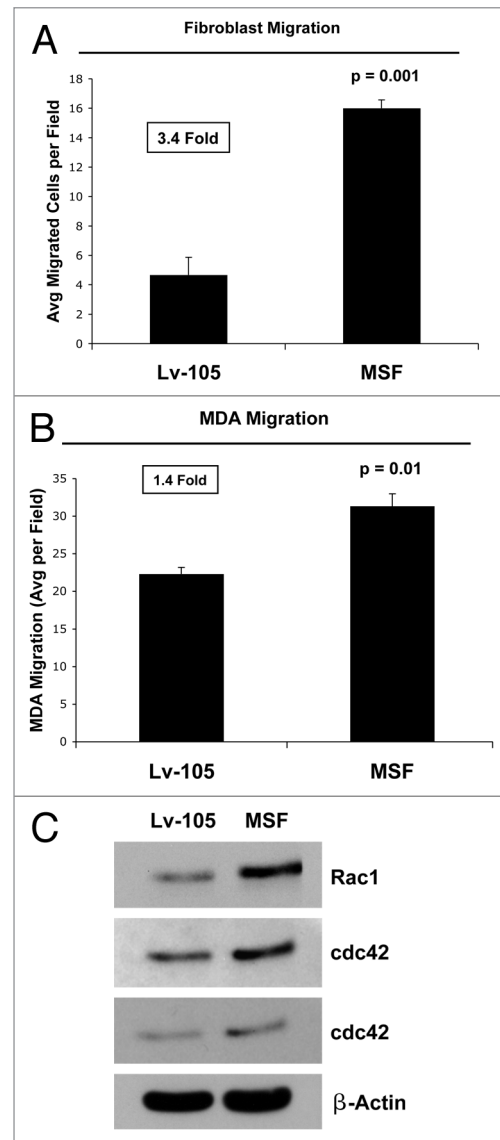 A
Fibroblast Migration
p = 0.001
3.4 Fold
Avg Migrated Cells per Field
18
16
14
12
10
8
6
4
2
0
Lv-105 MSF
B
MDA Migration
p = 0.01
1.4 Fold
MDA Migration (Avg per Field)
35
30
25
20
15
10
5
0
Lv-105 MSF
C
Lv-105 MSF
Rac1
cdc42
cdc42
β-Actin